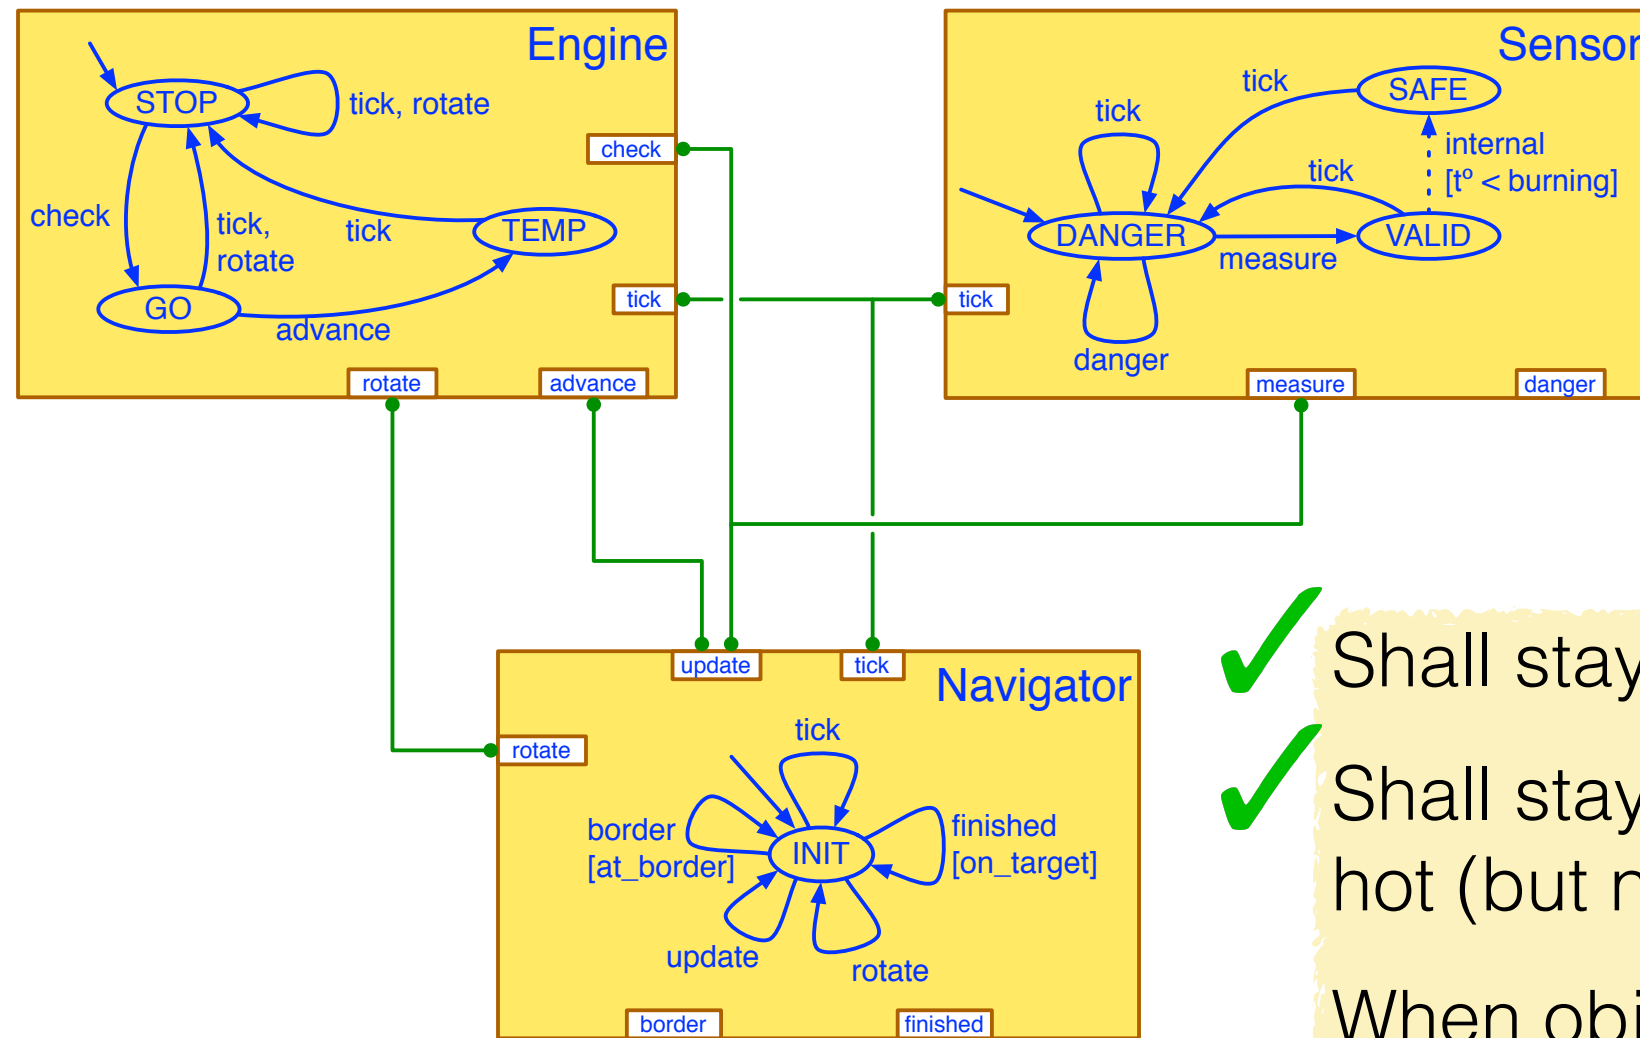 Engine
STOP
tick, rotate
check
check
tick,
rotate
tick
TEMP
GO
advance
tick
rotate
advance
Sensor
tick
SAFE
tick
internal
[tº < burning]
tick
DANGER
VALID
measure
tick
danger
measure
danger
update
tick
Navigator
rotate
tick
border
[at_border]
INIT
finished
[on_target]
update
rotate
border
finished
Shall stay
Shall stay
hot (but n
When obj